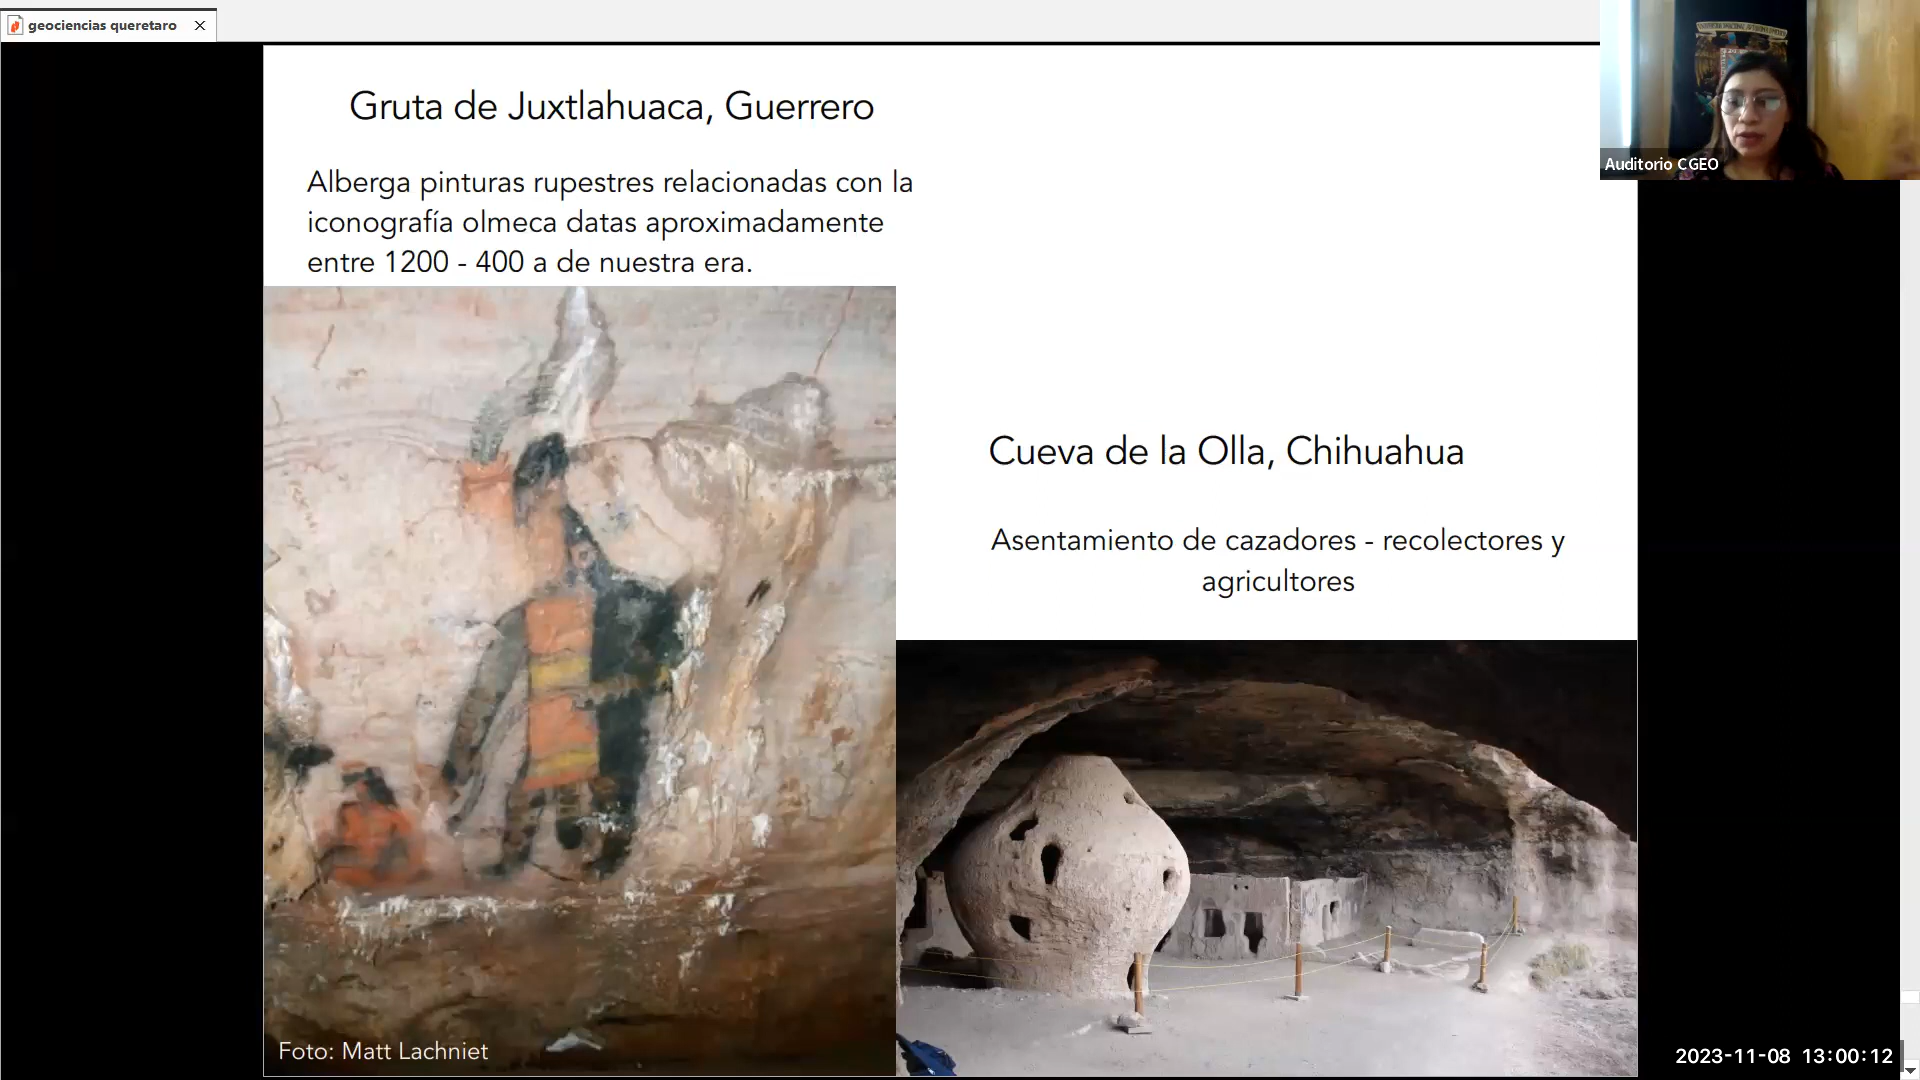 geociencias queretaro
Gruta de Juxtlahuaca, Guerrero
Alberga pinturas rupestres relacionadas con la
iconografía olmeca datas aproximadamente
entre 1200 - 400 a de nuestra era.
Foto: Matt Lachniet
Cueva de la Olla, Chihuahua
Asentamiento de cazadores - recolectores y
agricultores
Auditorio CGEO
2023-11-08 13:00:12